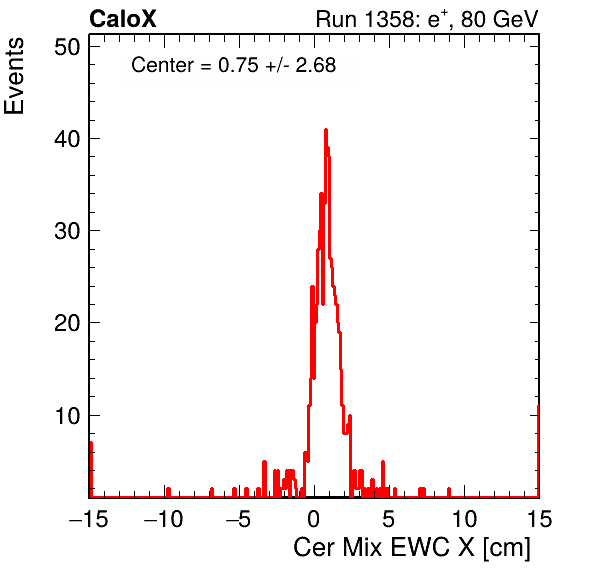 CaloX Run 1358: e⁺, 80 GeV
Events
Center = 0.75 +/- 2.68
50
40
30
20
10
−15 −10 −5 0 5 10 15
Cer Mix EWC X [cm]